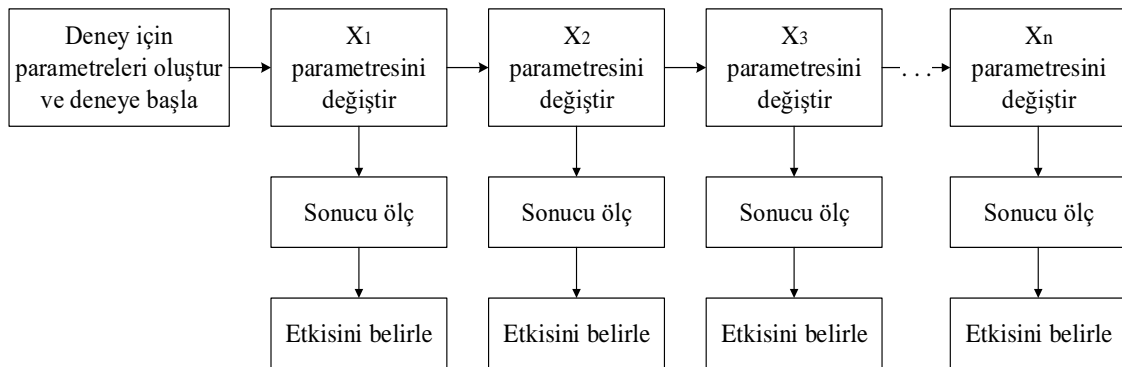 Deney için
parametreleri oluştur
ve deneye başla
X1
parametresini
değiştir
X2
parametresini
değiştir
X3
parametresini
değiştir
...
Xn
parametresini
değiştir
Sonucu ölç
Sonucu ölç
Sonucu ölç
Sonucu ölç
Etkisini belirle
Etkisini belirle
Etkisini belirle
Etkisini belirle